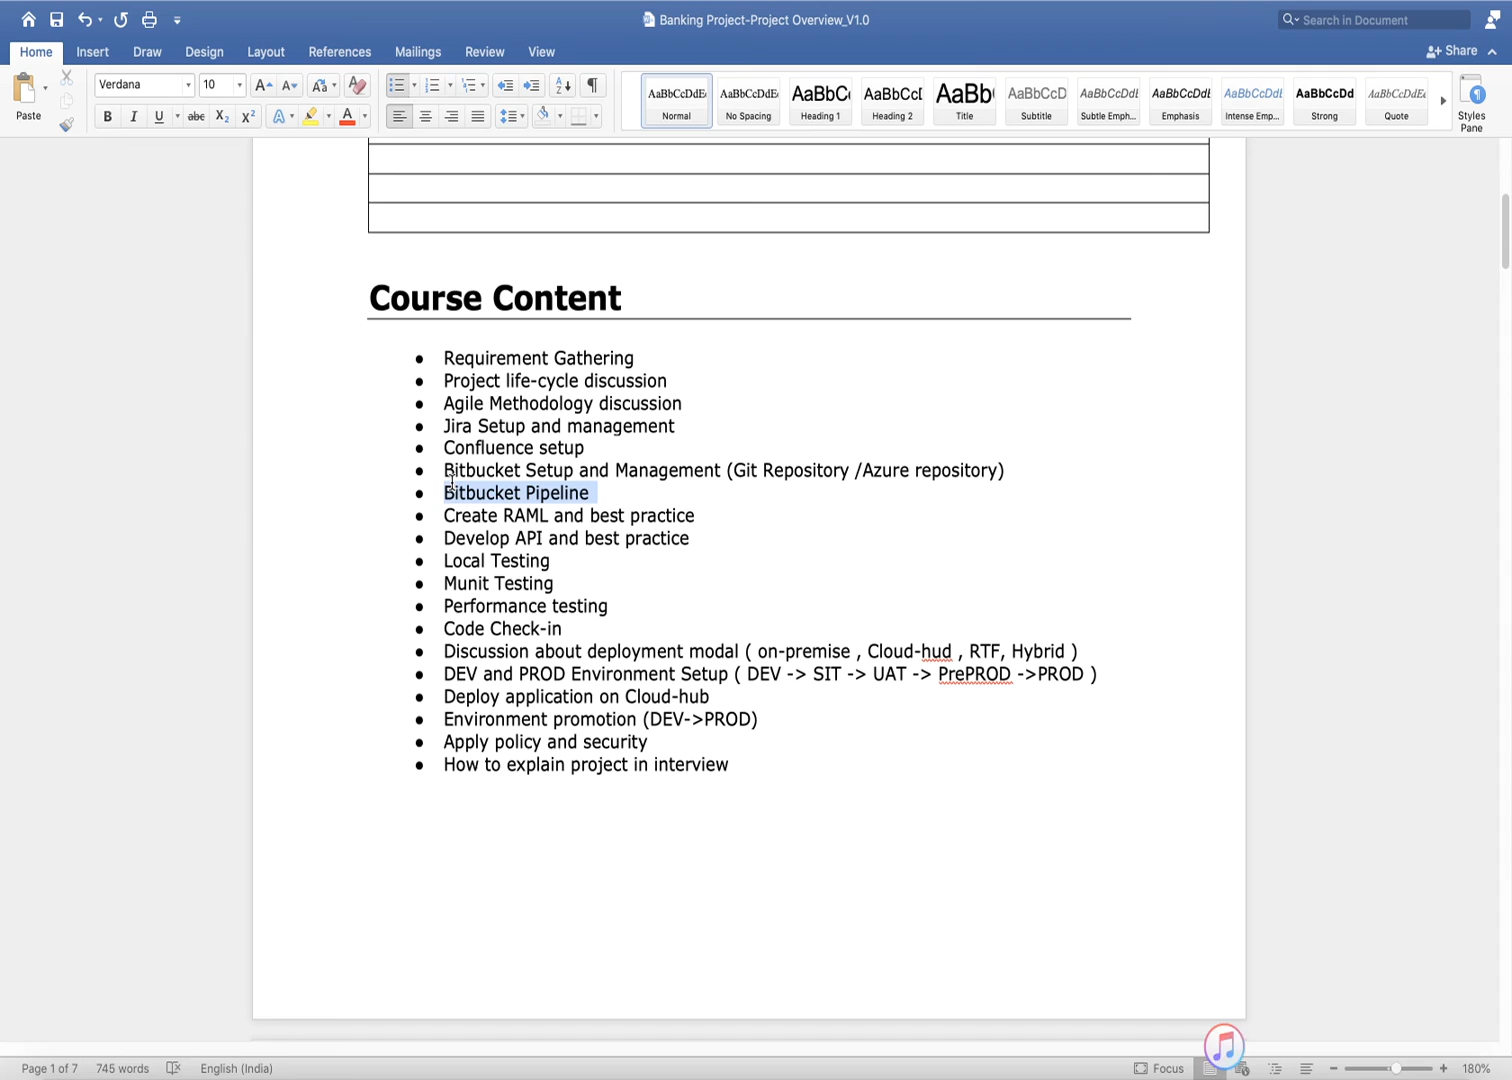 Banking Project-Project Overview_V1.0
Search in Document
Home Insert Draw Design Layout References Mailings Review View
Share
Paste
Verdana 10
AaBbCcDdE Normal
AaBbCcDdE No Spacing
AaBbC Heading 1
AaBbCcI Heading 2
AaBb Title
AaBbCcD Subtitle
AaBbCcDdE Subtle Emph...
AaBbCcDdE Emphasis
AaBbCcDdE Intense Emp...
AaBbCcDd Strong
AaBbCcDdEe Quote
Styles Pane
Course Content
● Requirement Gathering
● Project life-cycle discussion
● Agile Methodology discussion
● Jira Setup and management
● Confluence setup
● Bitbucket Setup and Management (Git Repository /Azure repository)
● Bitbucket Pipeline
● Create RAML and best practice
● Develop API and best practice
● Local Testing
● Munit Testing
● Performance testing
● Code Check-in
● Discussion about deployment modal ( on-premise , Cloud-hud , RTF, Hybrid )
● DEV and PROD Environment Setup ( DEV -> SIT -> UAT -> PrePROD ->PROD )
● Deploy application on Cloud-hub
● Environment promotion (DEV->PROD)
● Apply policy and security
● How to explain project in interview
Page 1 of 7 745 words English (India) Focus 180%